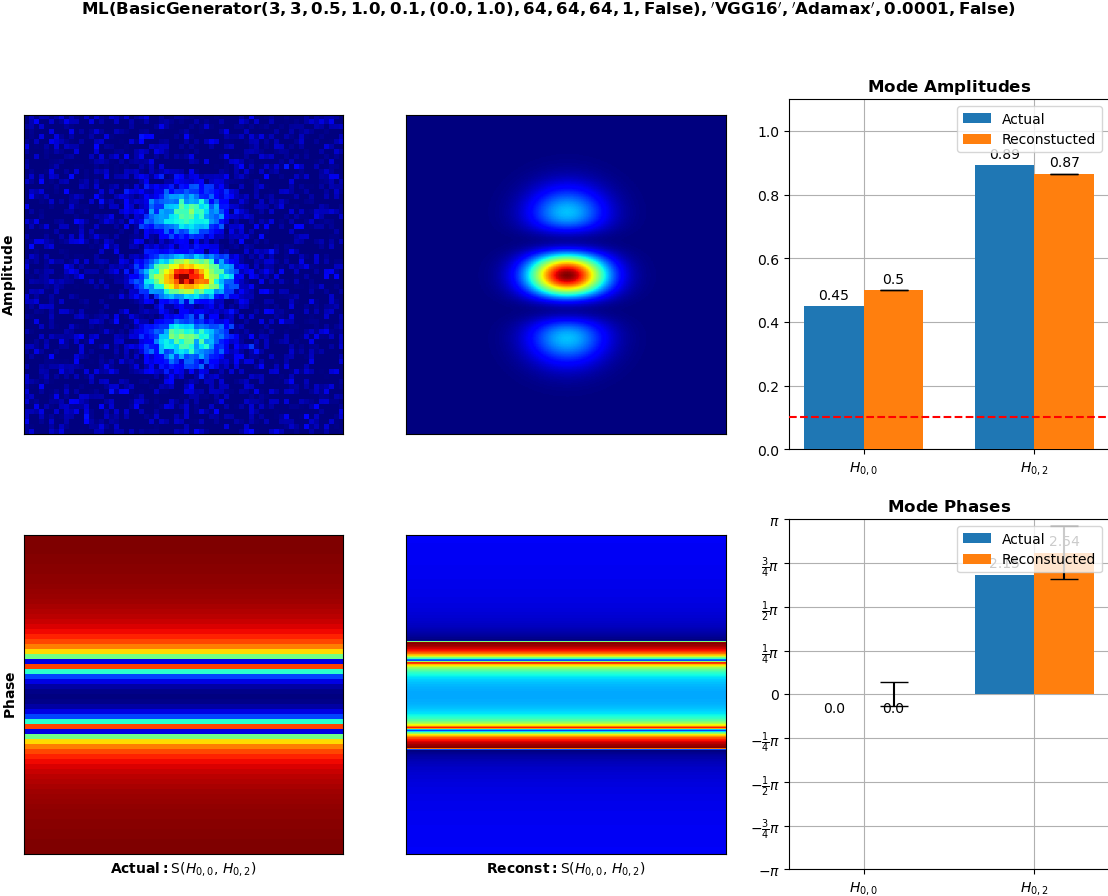 ML(BasicGenerator(3, 3, 0.5, 1.0, 0.1, (0.0, 1.0), 64, 64, 64, 1, False), ′VGG16′, ′Adamax′, 0.0001, False)
Mode Amplitudes
Actual
Reconstucted
1.0
0.8
0.6
0.4
0.2
0.0
0.45
0.5
0.89
0.87
H0,0
H0,2
Amplitude
Mode Phases
Actual
Reconstucted
π
3/4π
1/2π
1/4π
0
−1/4π
−1/2π
−3/4π
−π
0.0
0.0
2.54
H0,0
H0,2
Phase
Actual: S(H0,0, H0,2)
Reconst: S(H0,0, H0,2)